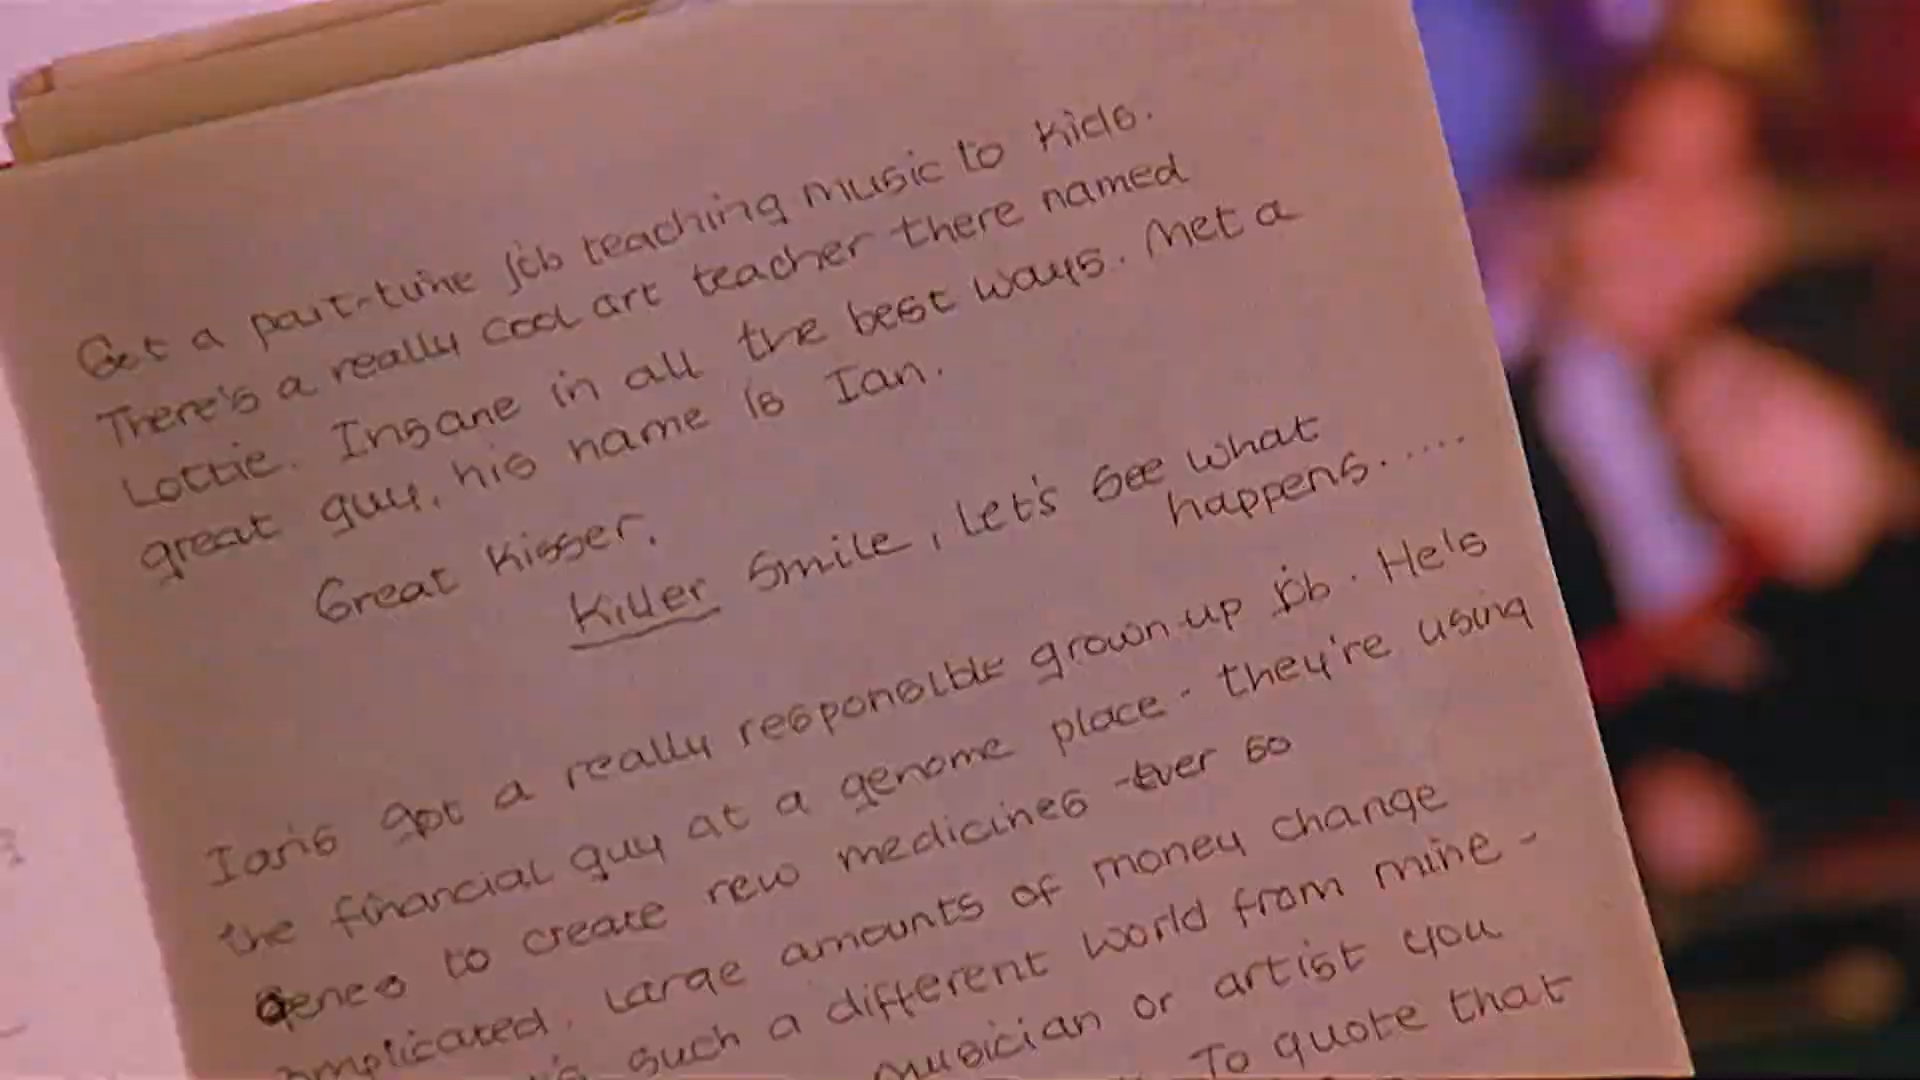 Got a part-time job teaching music to kids.
There's a really cool art teacher there named
Lottie. Insane in all the best ways. Met a
great guy, his name is Ian.
Great kisser.
Killer smile, let's see what
happens.....
Ian's got a really responsible grown-up job. He's
the financial guy at a genome place - they're using
genes to create new medicines - Ever so
omplicated. Large amounts of money change
such a different world from mine -
musician or artist you
To quote that